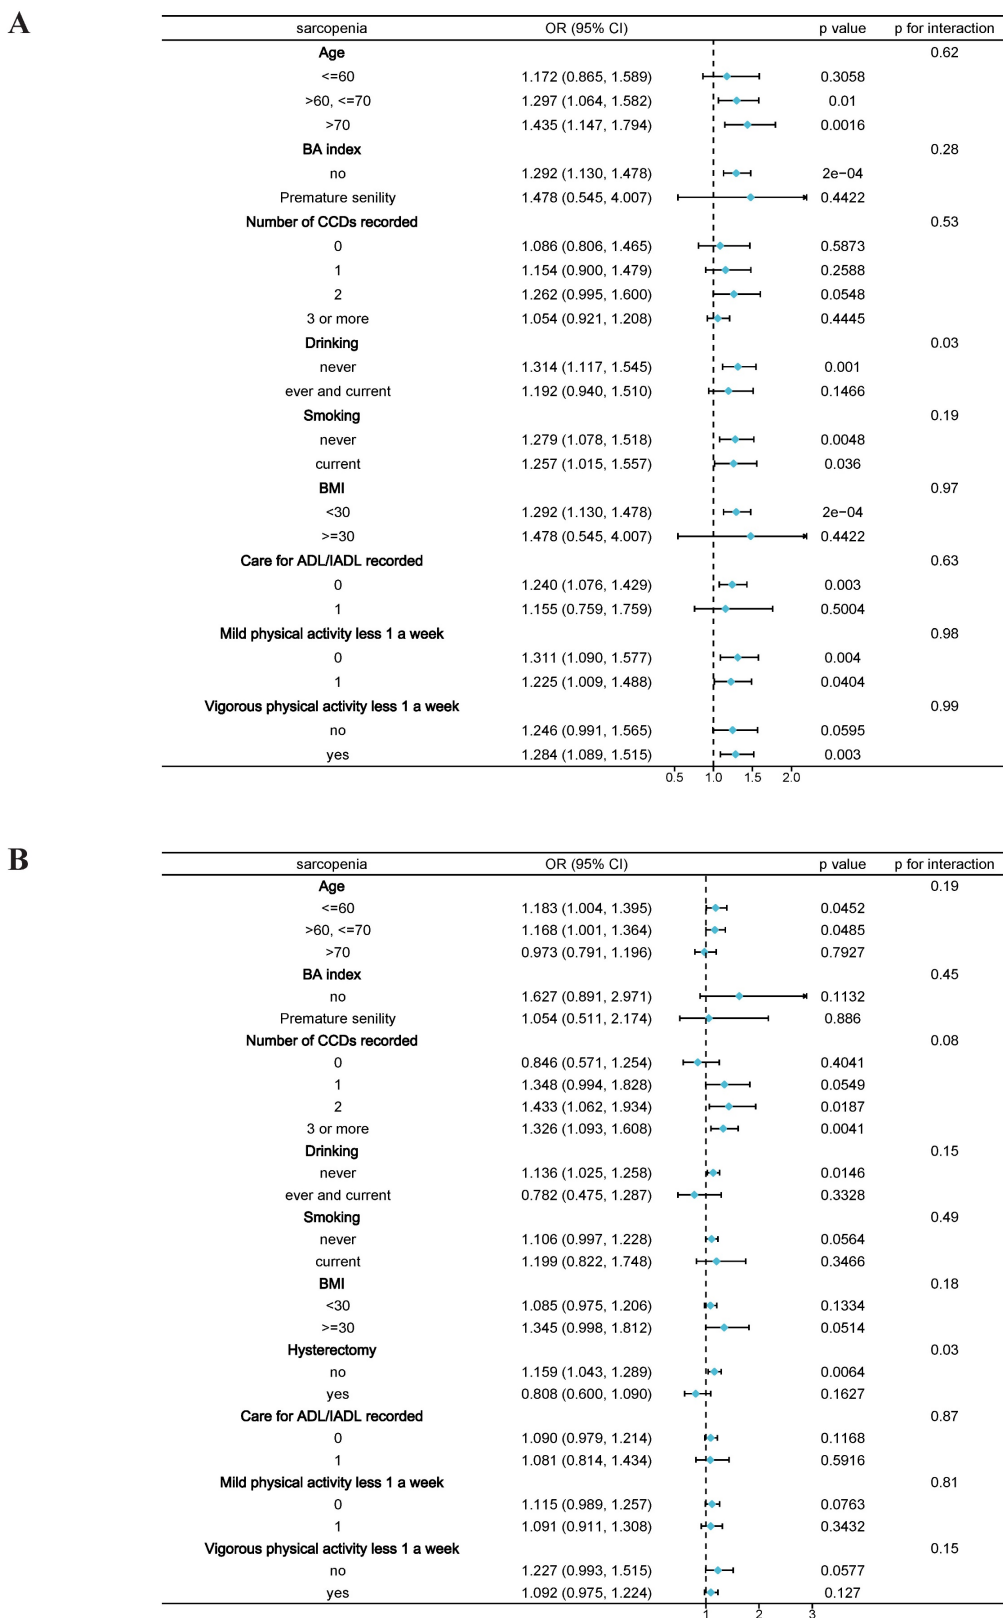 A
sarcopenia OR (95% CI) p value p for interaction
Age 0.62
<=60 1.172 (0.865, 1.589) 0.3058
>60, <=70 1.297 (1.064, 1.582) 0.01
>70 1.435 (1.147, 1.794) 0.0016
BA index 0.28
no 1.292 (1.130, 1.478) 2e−04
Premature senility 1.478 (0.545, 4.007) 0.4422
Number of CCDs recorded 0.53
0 1.086 (0.806, 1.465) 0.5873
1 1.154 (0.900, 1.479) 0.2588
2 1.262 (0.995, 1.600) 0.0548
3 or more 1.054 (0.921, 1.208) 0.4445
Drinking 0.03
never 1.314 (1.117, 1.545) 0.001
ever and current 1.192 (0.940, 1.510) 0.1466
Smoking 0.19
never 1.279 (1.078, 1.518) 0.0048
current 1.257 (1.015, 1.557) 0.036
BMI 0.97
<30 1.292 (1.130, 1.478) 2e−04
>=30 1.478 (0.545, 4.007) 0.4422
Care for ADL/IADL recorded 0.63
0 1.240 (1.076, 1.429) 0.003
1 1.155 (0.759, 1.759) 0.5004
Mild physical activity less 1 a week 0.98
0 1.311 (1.090, 1.577) 0.004
1 1.225 (1.009, 1.488) 0.0404
Vigorous physical activity less 1 a week 0.99
no 1.246 (0.991, 1.565) 0.0595
yes 1.284 (1.089, 1.515) 0.003
0.5 1.0 1.5 2.0
B
sarcopenia OR (95% CI) p value p for interaction
Age 0.19
<=60 1.183 (1.004, 1.395) 0.0452
>60, <=70 1.168 (1.001, 1.364) 0.0485
>70 0.973 (0.791, 1.196) 0.7927
BA index 0.45
no 1.627 (0.891, 2.971) 0.1132
Premature senility 1.054 (0.511, 2.174) 0.886
Number of CCDs recorded 0.08
0 0.846 (0.571, 1.254) 0.4041
1 1.348 (0.994, 1.828) 0.0549
2 1.433 (1.062, 1.934) 0.0187
3 or more 1.326 (1.093, 1.608) 0.0041
Drinking 0.15
never 1.136 (1.025, 1.258) 0.0146
ever and current 0.782 (0.475, 1.287) 0.3328
Smoking 0.49
never 1.106 (0.997, 1.228) 0.0564
current 1.199 (0.822, 1.748) 0.3466
BMI 0.18
<30 1.085 (0.975, 1.206) 0.1334
>=30 1.345 (0.998, 1.812) 0.0514
Hysterectomy 0.03
no 1.159 (1.043, 1.289) 0.0064
yes 0.808 (0.600, 1.090) 0.1627
Care for ADL/IADL recorded 0.87
0 1.090 (0.979, 1.214) 0.1168
1 1.081 (0.814, 1.434) 0.5916
Mild physical activity less 1 a week 0.81
0 1.115 (0.989, 1.257) 0.0763
1 1.091 (0.911, 1.308) 0.3432
Vigorous physical activity less 1 a week 0.15
no 1.227 (0.993, 1.515) 0.0577
yes 1.092 (0.975, 1.224) 0.127
1 2 3